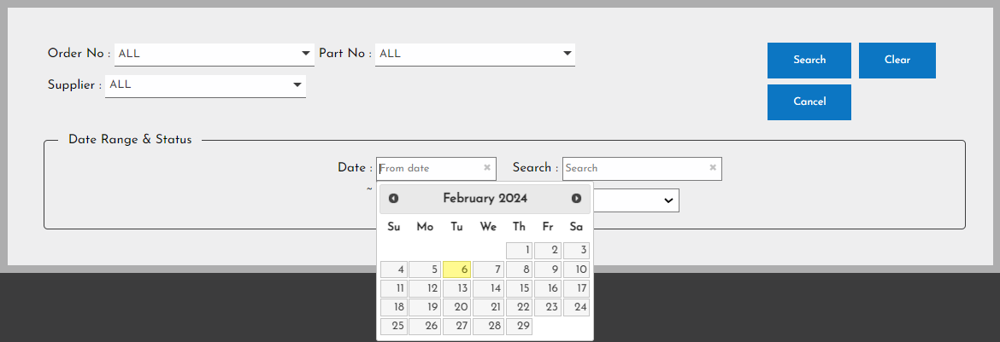 Order No : ALL Part No : ALL Search Clear
Supplier : ALL Cancel
Date Range & Status
Date : From date Search : Search
~
February 2024
Su Mo Tu We Th Fr Sa
1 2 3
4 5 6 7 8 9 10
11 12 13 14 15 16 17
18 19 20 21 22 23 24
25 26 27 28 29